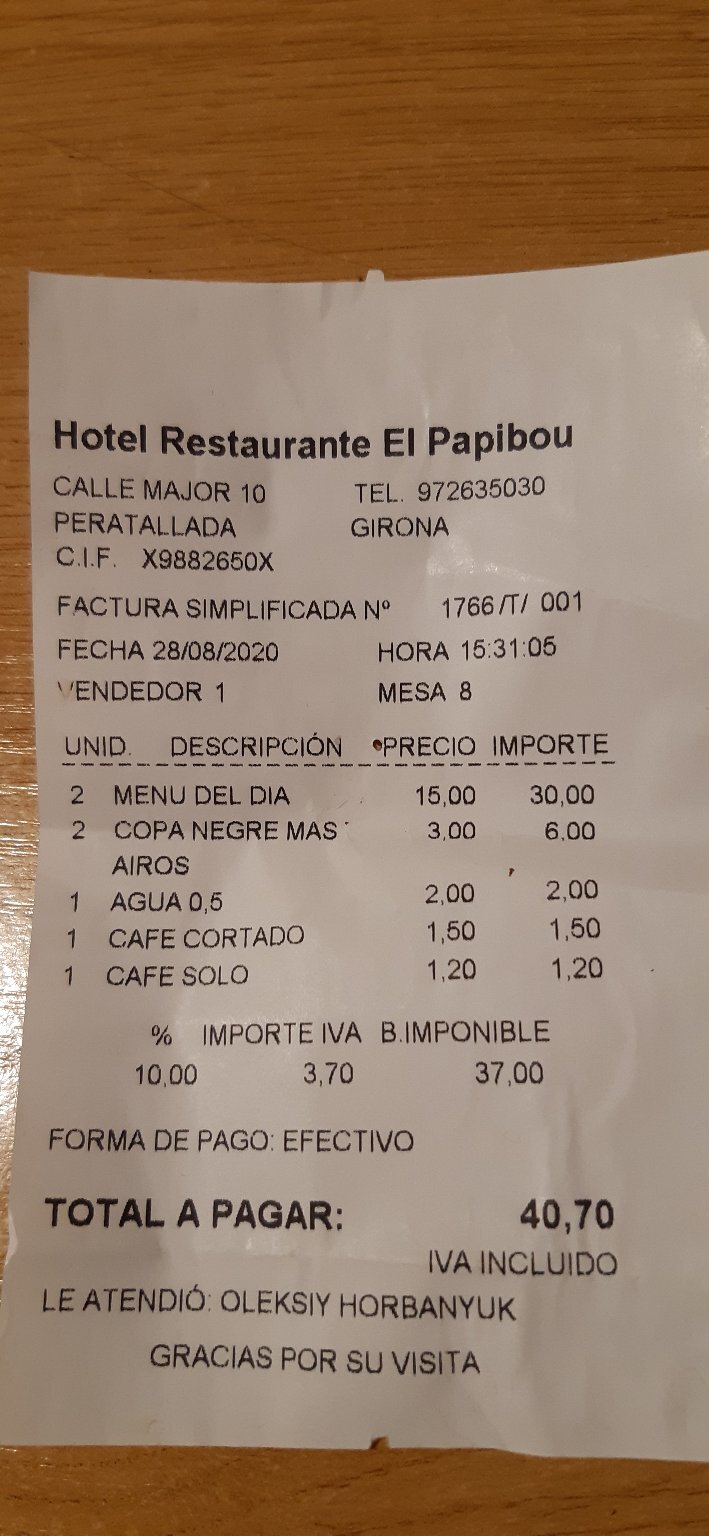 Hotel Restaurante El Papibou
CALLE MAJOR 10 TEL. 972635030
PERATALLADA GIRONA
C.I.F. X9882650X
FACTURA SIMPLIFICADA Nº 1766 /T/ 001
FECHA 28/08/2020 HORA 15:31:05
VENDEDOR 1 MESA 8
UNID. DESCRIPCIÓN PRECIO IMPORTE
2 MENU DEL DIA 15,00 30,00
2 COPA NEGRE MAS 3,00 6,00
AIROS
1 AGUA 0,5 2,00 2,00
1 CAFE CORTADO 1,50 1,50
1 CAFE SOLO 1,20 1,20
% IMPORTE IVA B.IMPONIBLE
10,00 3,70 37,00
FORMA DE PAGO: EFECTIVO
TOTAL A PAGAR: 40,70
IVA INCLUIDO
LE ATENDIÓ: OLEKSIY HORBANYUK
GRACIAS POR SU VISITA